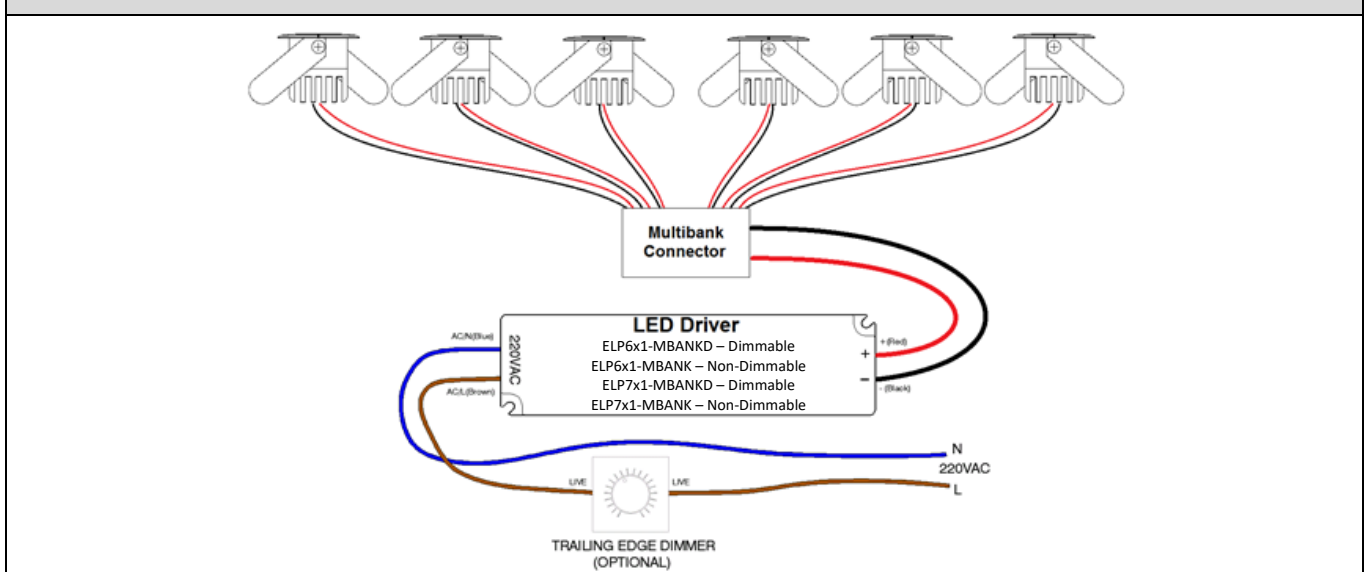 Multibank
Connector
LED Driver
ELP6x1-MBANKD – Dimmable
ELP6x1-MBANK – Non-Dimmable
ELP7x1-MBANKD – Dimmable
ELP7x1-MBANK – Non-Dimmable
220VAC
AC/N(Blue)
AC/L(Brown)
+
+(Red)
–
-(Black)
N
220VAC
L
LIVE
LIVE
TRAILING EDGE DIMMER
(OPTIONAL)